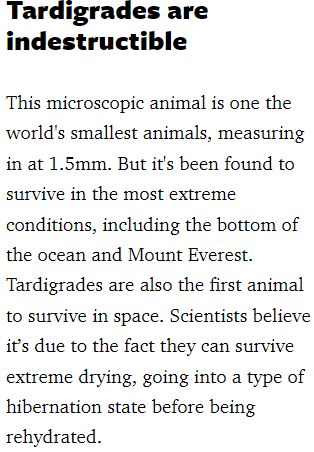 Tardigrades are
indestructible
This microscopic animal is one the
world's smallest animals, measuring
in at 1.5mm. But it's been found to
survive in the most extreme
conditions, including the bottom of
the ocean and Mount Everest.
Tardigrades are also the first animal
to survive in space. Scientists believe
it’s due to the fact they can survive
extreme drying, going into a type of
hibernation state before being
rehydrated.